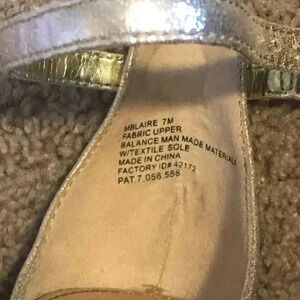 MBLAIRE 7M
FABRIC UPPER
BALANCE MAN MADE MATERIALS
W/TEXTILE SOLE
MADE IN CHINA
FACTORY ID# 42172
PAT.7,056,558